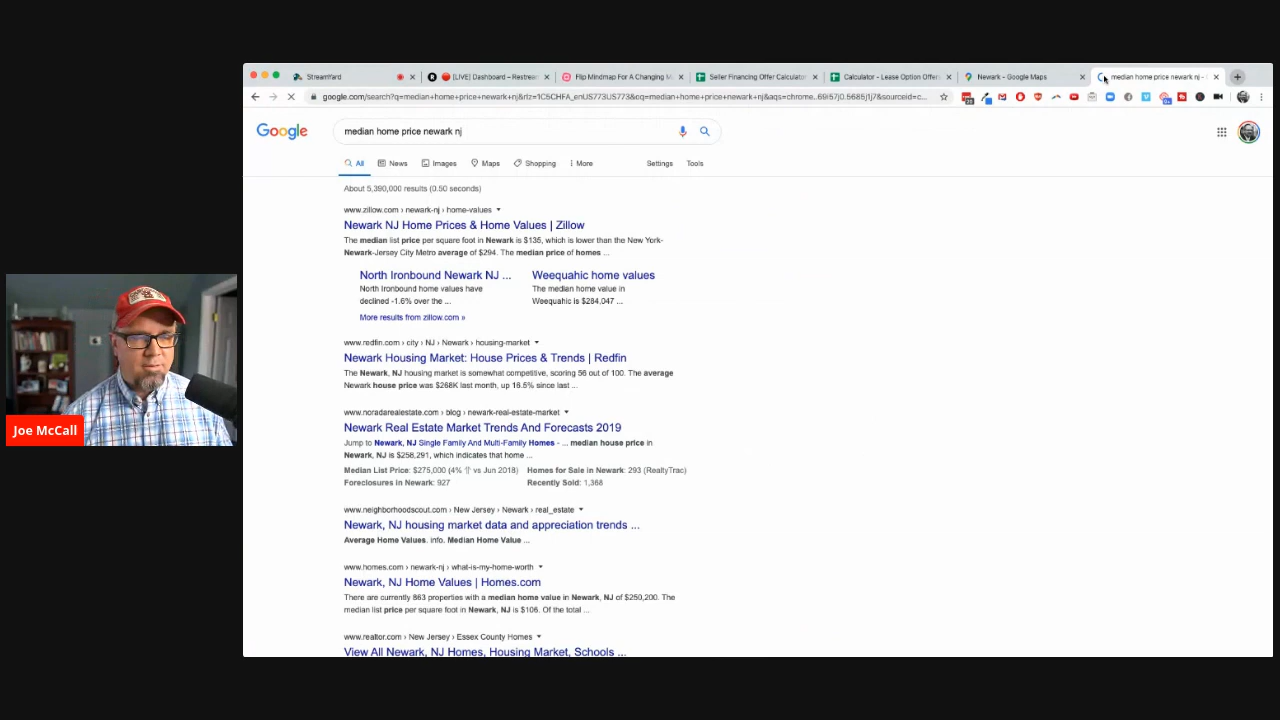 StreamYard
[LIVE] Dashboard – Restream
Flip Mindmap For A Changing M
Seller Financing Offer Calculator
Calculator - Lease Option Offer
Newark – Google Maps
median home price newark nj -
google.com/search?q=median+home+price+newark+nj&rlz=1C5CHFA_enUS773US773&oq=median+home+price+newark+nj&aqs=chrome..69i57j0.5685j1j7&sourceid=c...
Google
median home price newark nj
All
News
Images
Maps
Shopping
More
Settings
Tools
About 5,390,000 results (0.50 seconds)
www.zillow.com › newark-nj › home-values
Newark NJ Home Prices & Home Values | Zillow
The median list price per square foot in Newark is $135, which is lower than the New York-
Newark-Jersey City Metro average of $294. The median price of homes ...
North Ironbound Newark NJ ...
North Ironbound home values have
declined -1.6% over the ...
Weequahic home values
The median home value in
Weequahic is $284,047 ...
More results from zillow.com »
www.redfin.com › city › NJ › Newark › housing-market
Newark Housing Market: House Prices & Trends | Redfin
The Newark, NJ housing market is somewhat competitive, scoring 56 out of 100. The average
Newark house price was $268K last month, up 16.5% since last ...
www.noradarealestate.com › blog › newark-real-estate-market
Newark Real Estate Market Trends And Forecasts 2019
Jump to Newark, NJ Single Family And Multi-Family Homes - ... median house price in
Newark, NJ is $258,291, which indicates that home ...
Median List Price: $275,000 (4% vs Jun 2018)
Homes for Sale in Newark: 293 (RealtyTrac)
Foreclosures in Newark: 927
Recently Sold: 1,368
www.neighborhoodscout.com › New Jersey › Newark › real_estate
Newark, NJ housing market data and appreciation trends ...
Average Home Values. info. Median Home Value ...
www.homes.com › newark-nj › what-is-my-home-worth
Newark, NJ Home Values | Homes.com
There are currently 863 properties with a median home value in Newark, NJ of $250,200. The
median list price per square foot in Newark, NJ is $106. Of the total ...
www.realtor.com › New Jersey › Essex County Homes
View All Newark, NJ Homes, Housing Market, Schools ...
Joe McCall